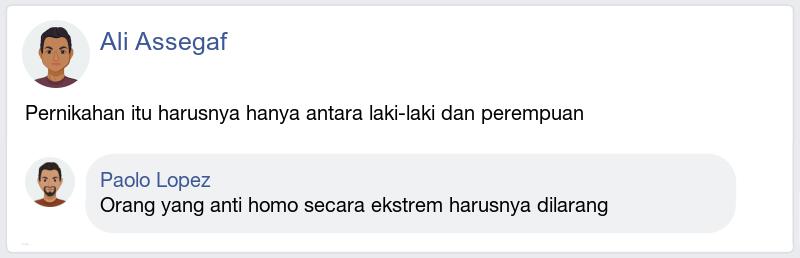 Ali Assegaf
Pernikahan itu harusnya hanya antara laki-laki dan perempuan
Paolo Lopez
Orang yang anti homo secara ekstrem harusnya dilarang